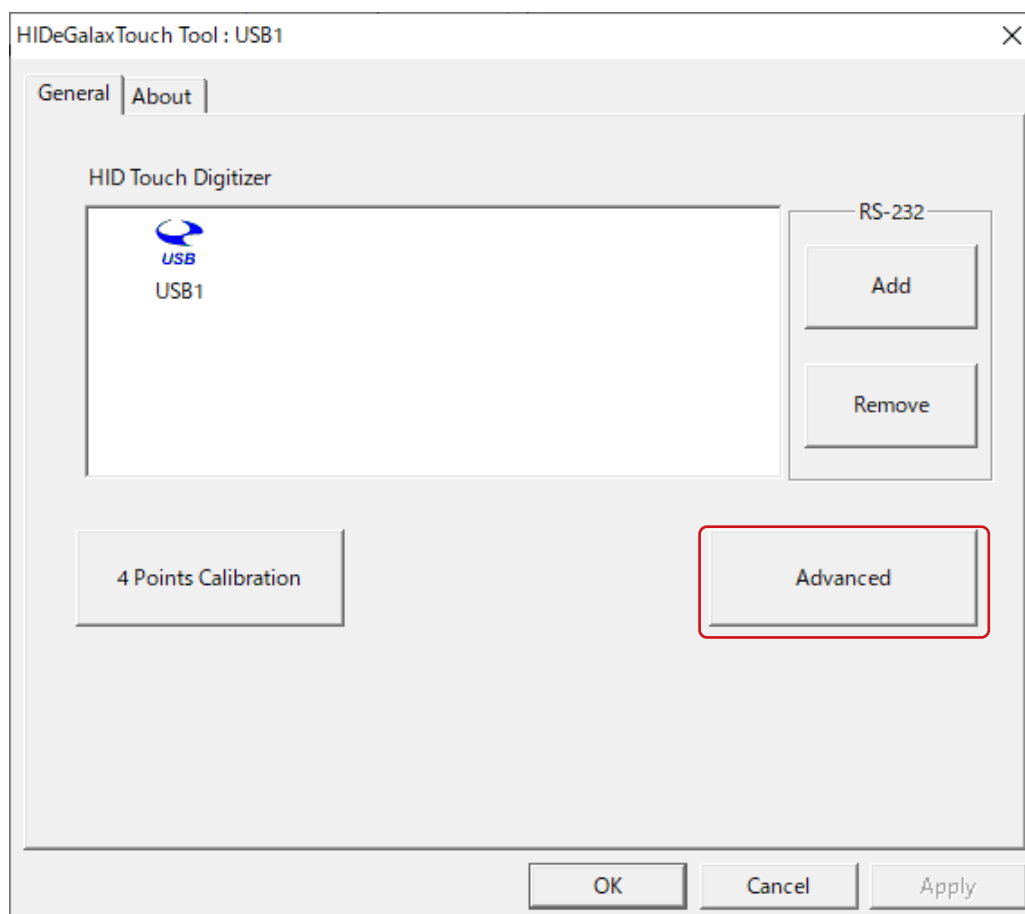 HIDeGalaxTouch Tool : USB1
General
About
HID Touch Digitizer
USB
USB1
RS-232
Add
Remove
4 Points Calibration
Advanced
OK
Cancel
Apply